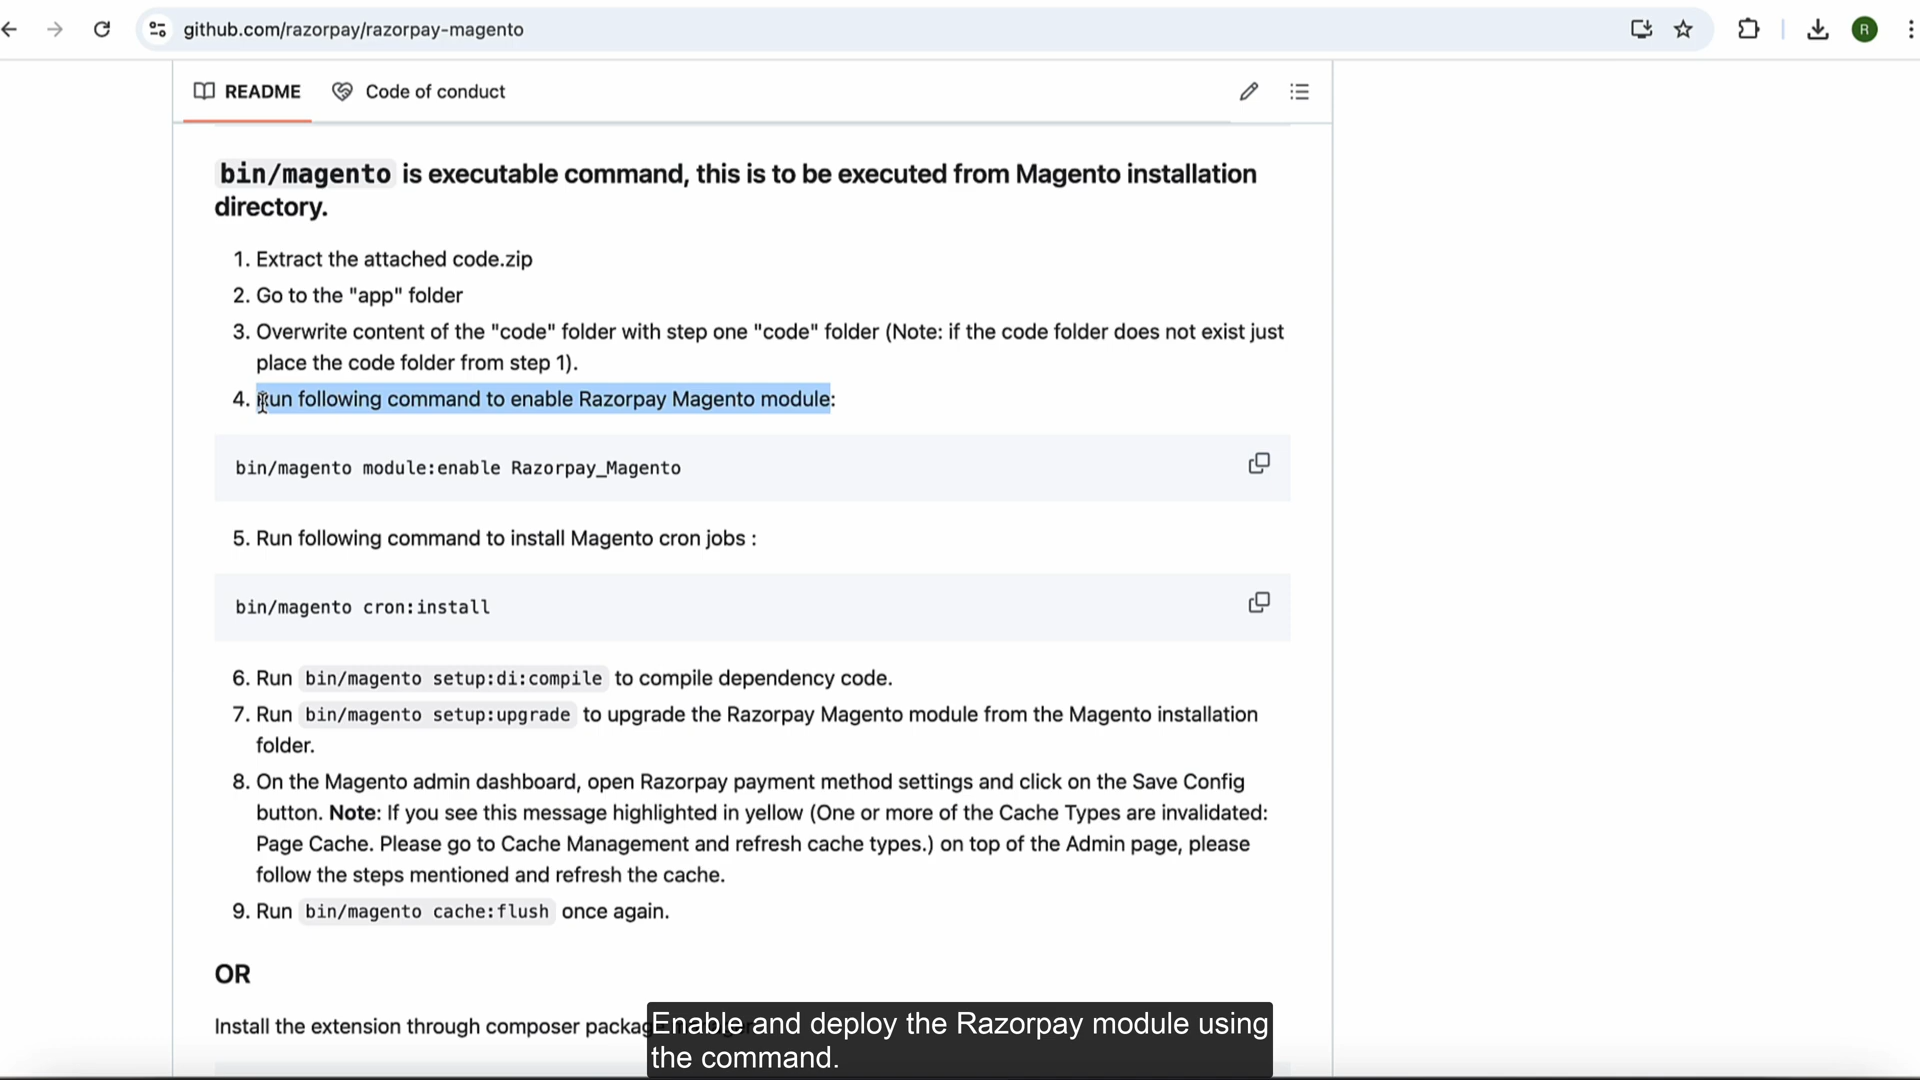 github.com/razorpay/razorpay-magento
R
README
Code of conduct
bin/magento is executable command, this is to be executed from Magento installation
directory.
1. Extract the attached code.zip
2. Go to the "app" folder
3. Overwrite content of the "code" folder with step one "code" folder (Note: if the code folder does not exist just
place the code folder from step 1).
4. Run following command to enable Razorpay Magento module:
bin/magento module:enable Razorpay_Magento
5. Run following command to install Magento cron jobs :
bin/magento cron:install
6. Run bin/magento setup:di:compile to compile dependency code.
7. Run bin/magento setup:upgrade to upgrade the Razorpay Magento module from the Magento installation
folder.
8. On the Magento admin dashboard, open Razorpay payment method settings and click on the Save Config
button. Note: If you see this message highlighted in yellow (One or more of the Cache Types are invalidated:
Page Cache. Please go to Cache Management and refresh cache types.) on top of the Admin page, please
follow the steps mentioned and refresh the cache.
9. Run bin/magento cache:flush once again.
OR
Install the extension through composer
Enable and deploy the Razorpay module using
the command.